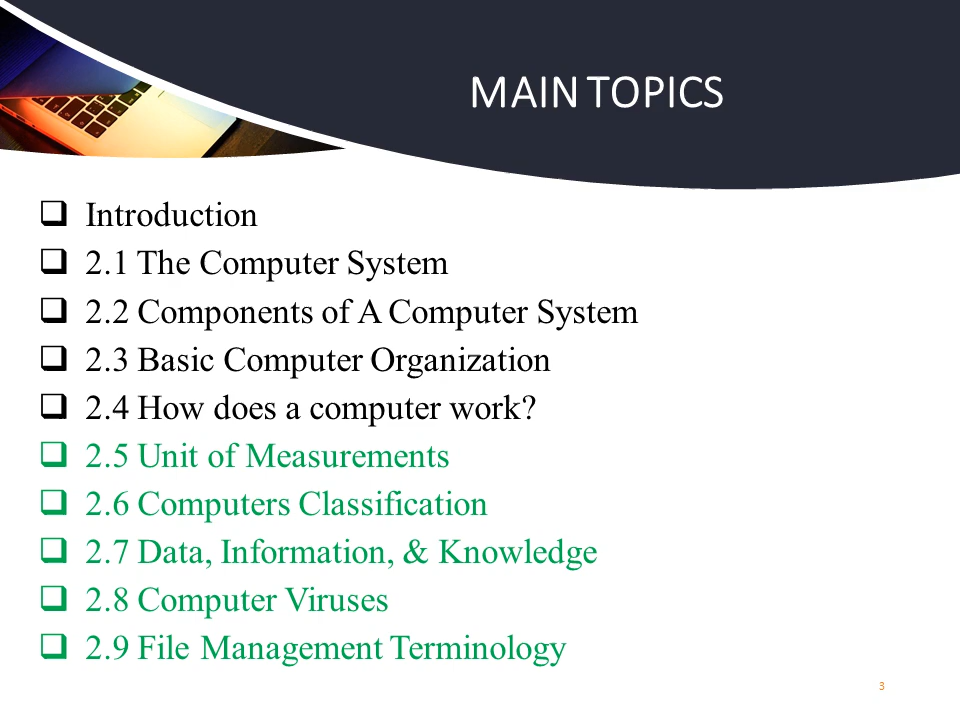 MAIN TOPICS
❑ Introduction
❑ 2.1 The Computer System
❑ 2.2 Components of A Computer System
❑ 2.3 Basic Computer Organization
❑ 2.4 How does a computer work?
❑ 2.5 Unit of Measurements
❑ 2.6 Computers Classification
❑ 2.7 Data, Information, & Knowledge
❑ 2.8 Computer Viruses
❑ 2.9 File Management Terminology
3